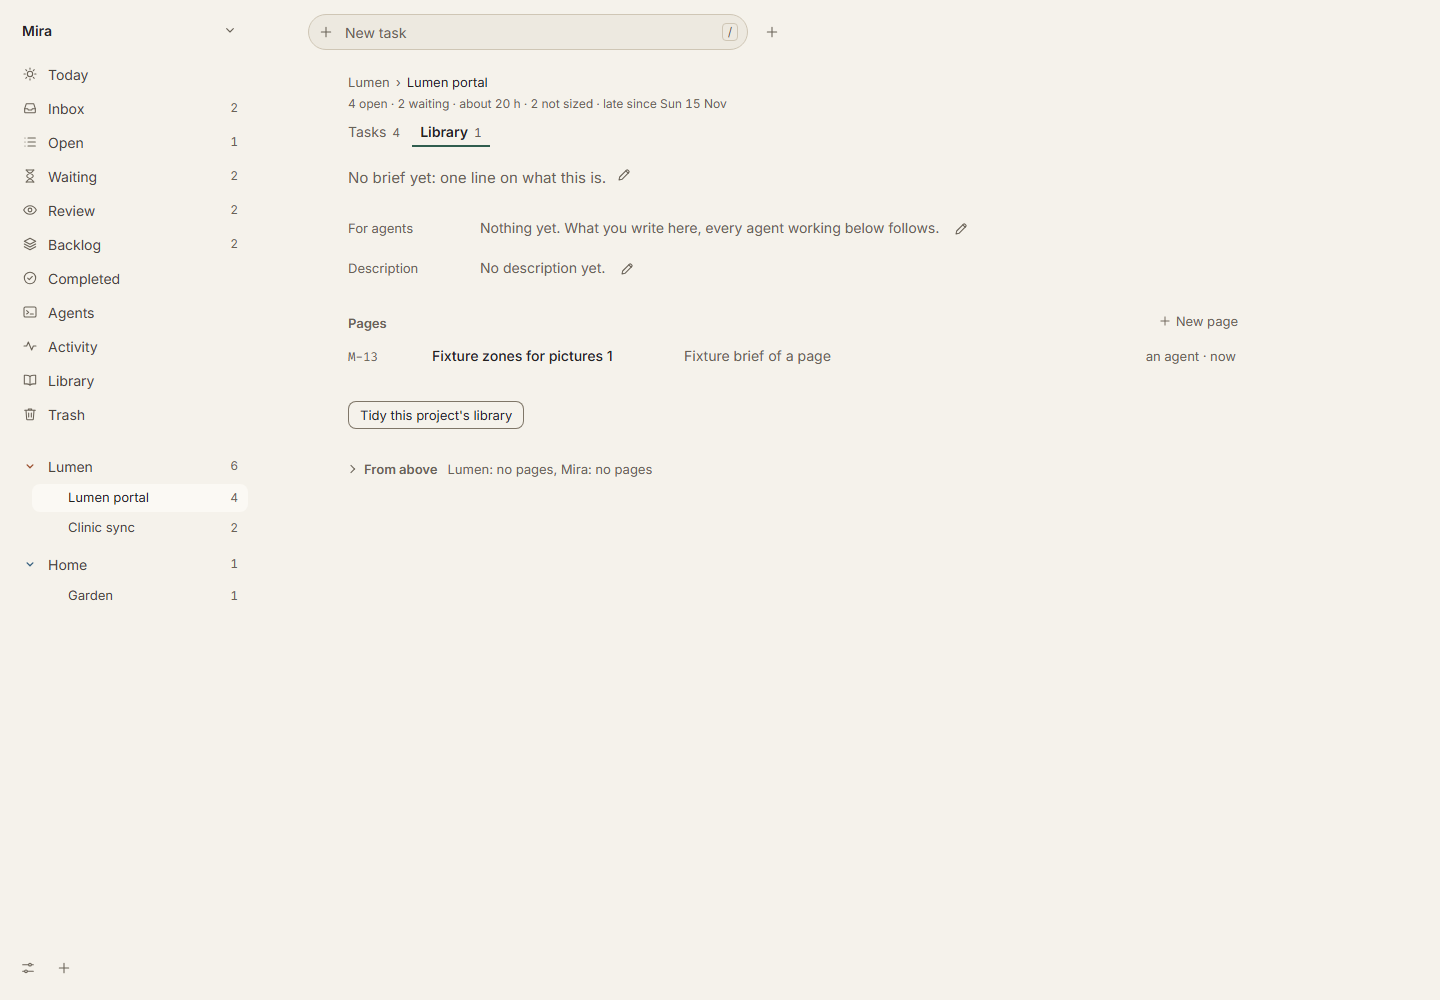 Mira
Today
Inbox 2
Open 1
Waiting 2
Review 2
Backlog 2
Completed
Agents
Activity
Library
Trash
Lumen 6
Lumen portal 4
Clinic sync 2
Home 1
Garden 1
New task /
Lumen › Lumen portal
4 open · 2 waiting · about 20 h · 2 not sized · late since Sun 15 Nov
Tasks 4 Library 1
No brief yet: one line on what this is.
For agents Nothing yet. What you write here, every agent working below follows.
Description No description yet.
Pages + New page
M-13 Fixture zones for pictures 1 Fixture brief of a page an agent · now
Tidy this project's library
From above Lumen: no pages, Mira: no pages